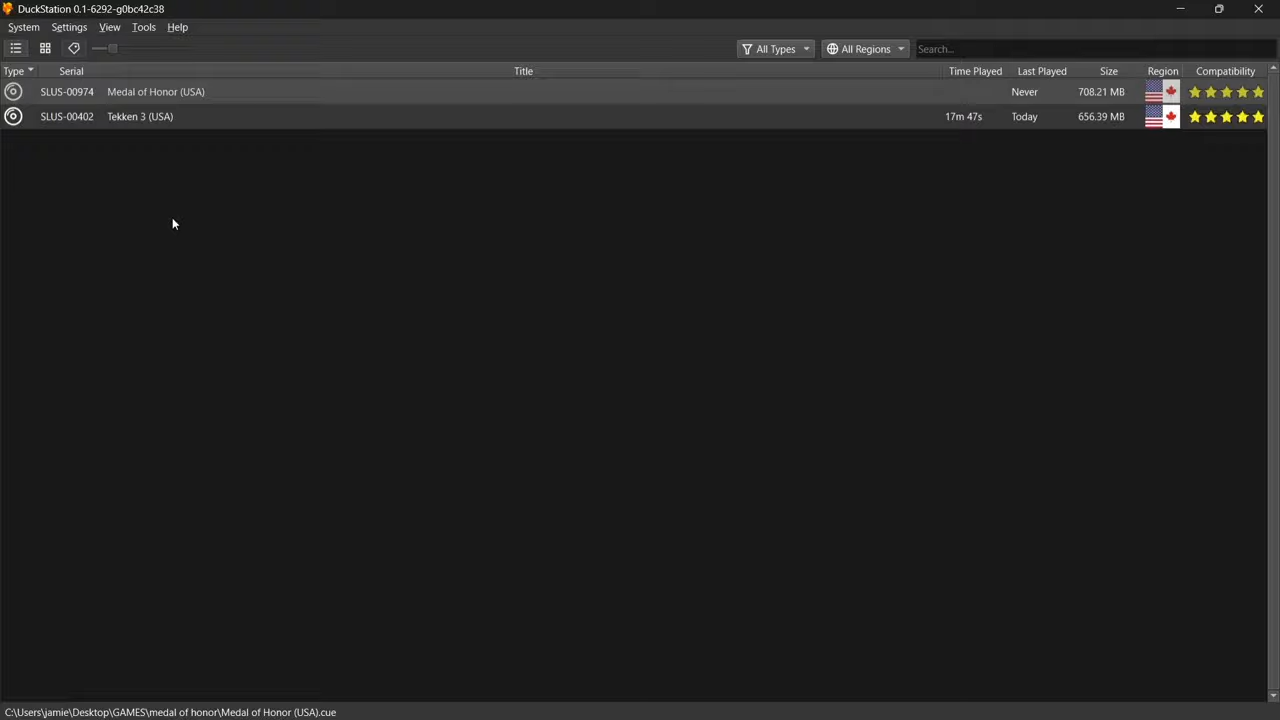 DuckStation 0.1-6292-g0bc42c38
System Settings View Tools Help
All Types All Regions Search...
Type Serial Title Time Played Last Played Size Region Compatibility
SLUS-00974 Medal of Honor (USA) Never 708.21 MB
SLUS-00402 Tekken 3 (USA) 17m 47s Today 656.39 MB
C:\Users\jamie\Desktop\GAMES\medal of honor\Medal of Honor (USA).cue